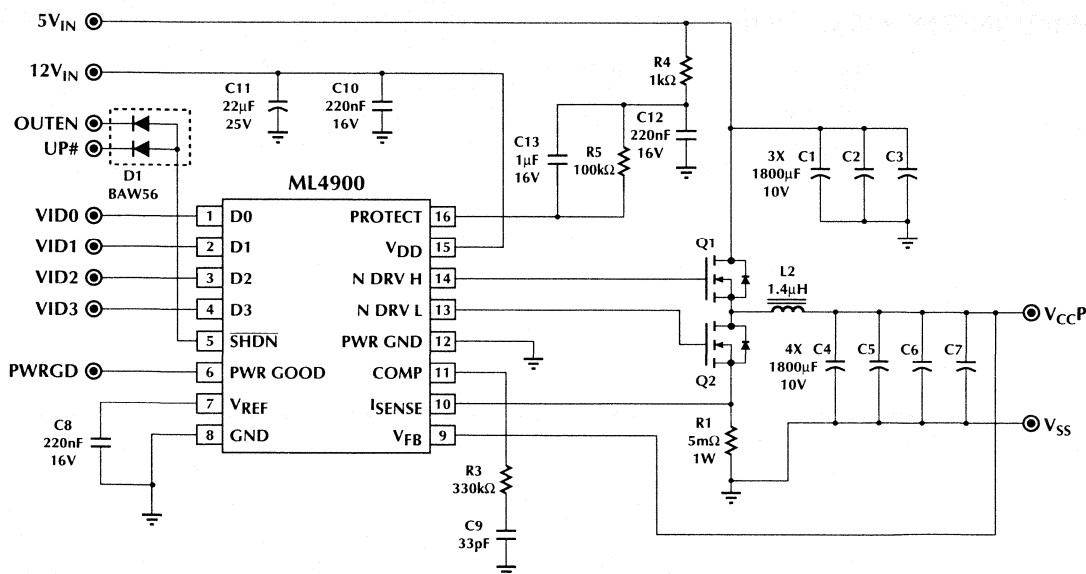 5VIN
12VIN
OUTEN
UP#
D1
BAW56
C11
22μF
25V
C10
220nF
16V
R4
1kΩ
C12
220nF
16V
C13
1μF
16V
R5
100kΩ
3X
1800μF
10V
C1
C2
C3
ML4900
VID0
VID1
VID2
VID3
PWRGD
1 D0
2 D1
3 D2
4 D3
5 SHDN
6 PWR GOOD
7 VREF
8 GND
PROTECT 16
VDD 15
N DRV H 14
N DRV L 13
PWR GND 12
COMP 11
ISENSE 10
VFB 9
C8
220nF
16V
Q1
Q2
L2
1.4μH
VCCP
4X
1800μF
10V
C4
C5
C6
C7
VSS
R1
5mΩ
1W
R3
330kΩ
C9
33pF